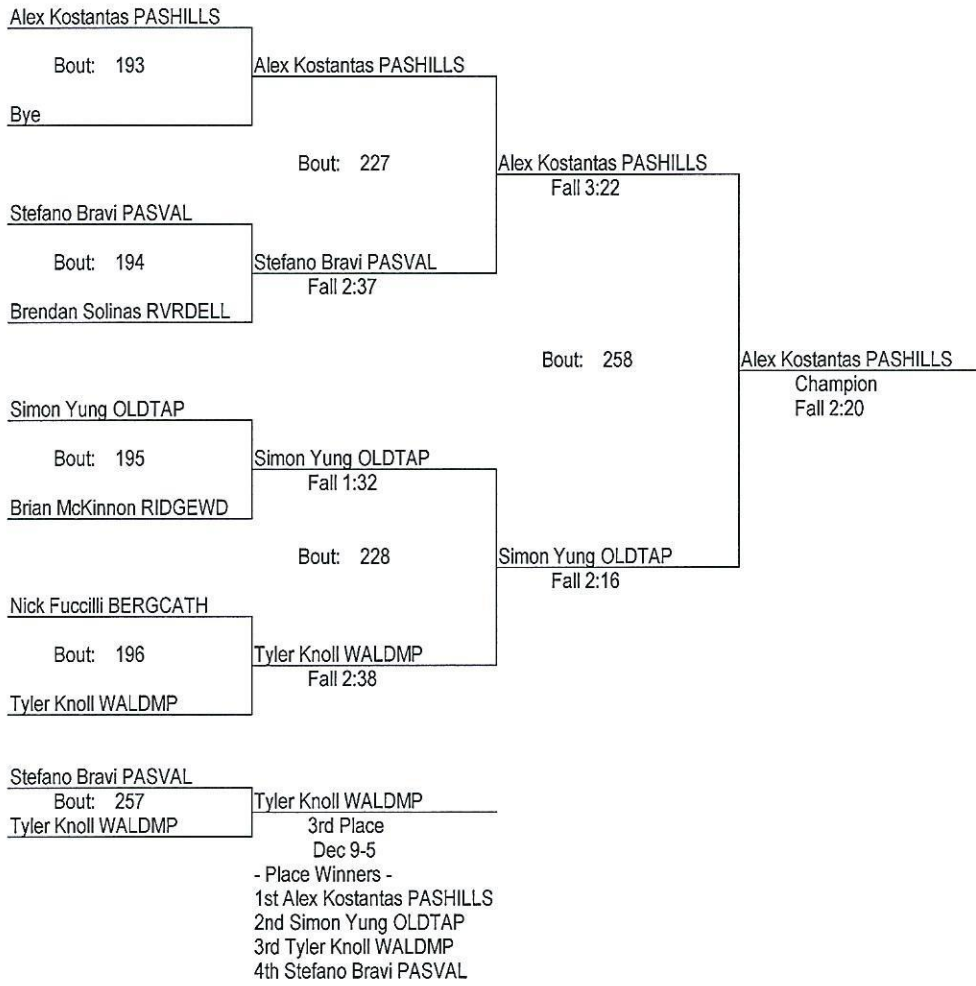 Alex Kostantas PASHILLS
Bout: 193
Alex Kostantas PASHILLS
Bye
Bout: 227
Alex Kostantas PASHILLS
Fall 3:22
Stefano Bravi PASVAL
Bout: 194
Stefano Bravi PASVAL
Fall 2:37
Brendan Solinas RVRDELL
Bout: 258
Alex Kostantas PASHILLS
Champion
Fall 2:20
Simon Yung OLDTAP
Bout: 195
Simon Yung OLDTAP
Fall 1:32
Brian McKinnon RIDGEWD
Bout: 228
Simon Yung OLDTAP
Fall 2:16
Nick Fuccilli BERGCATH
Bout: 196
Tyler Knoll WALDMP
Fall 2:38
Tyler Knoll WALDMP
Stefano Bravi PASVAL
Bout: 257
Tyler Knoll WALDMP
Tyler Knoll WALDMP
3rd Place
Dec 9-5
- Place Winners -
1st Alex Kostantas PASHILLS
2nd Simon Yung OLDTAP
3rd Tyler Knoll WALDMP
4th Stefano Bravi PASVAL